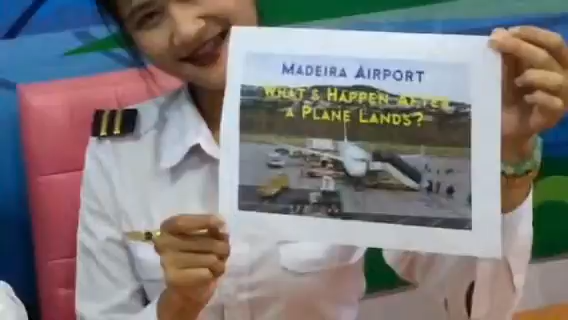 MADEIRA AIRPORT
WHAT'S HAPPEN AFTER
A PLANE LANDS?